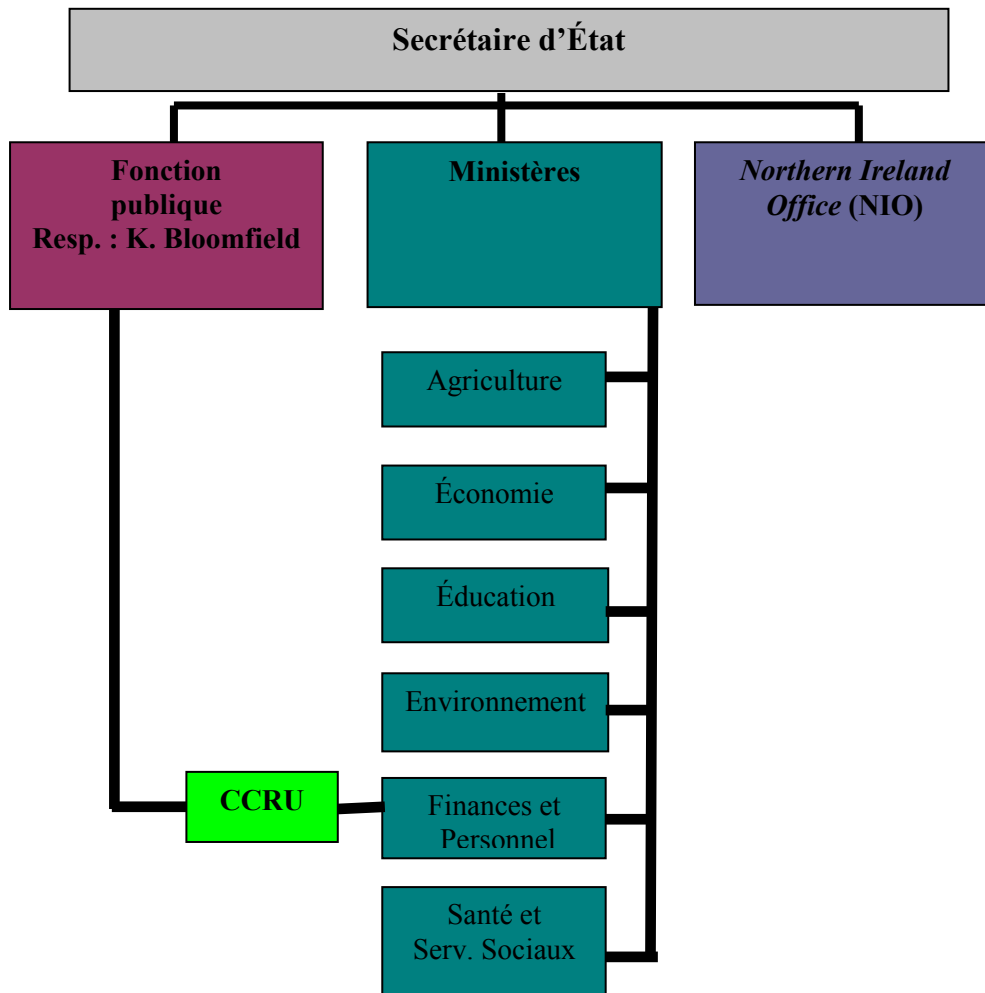 Secrétaire d’État
Fonction
publique
Resp. : K. Bloomfield
Ministères
Northern Ireland
Office (NIO)
Agriculture
Économie
Éducation
Environnement
CCRU
Finances et
Personnel
Santé et
Serv. Sociaux